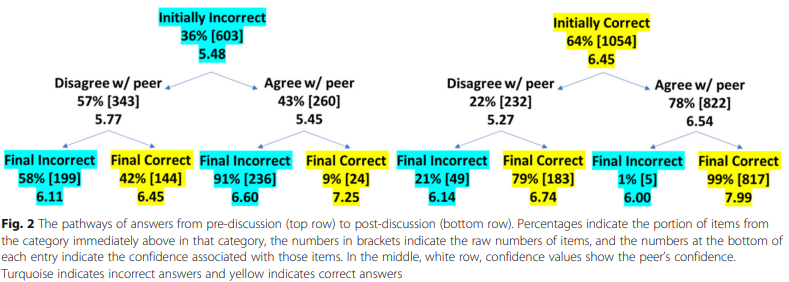 Initially Incorrect
36% [603]
5.48
Initially Correct
64% [1054]
6.45
Disagree w/ peer
57% [343]
5.77
Agree w/ peer
43% [260]
5.45
Disagree w/ peer
22% [232]
5.27
Agree w/ peer
78% [822]
6.54
Final Incorrect
58% [199]
6.11
Final Correct
42% [144]
6.45
Final Incorrect
91% [236]
6.60
Final Correct
9% [24]
7.25
Final Incorrect
21% [49]
6.14
Final Correct
79% [183]
6.74
Final Incorrect
1% [5]
6.00
Final Correct
99% [817]
7.99
Fig. 2 The pathways of answers from pre-discussion (top row) to post-discussion (bottom row). Percentages indicate the portion of items from
the category immediately above in that category, the numbers in brackets indicate the raw numbers of items, and the numbers at the bottom of
each entry indicate the confidence associated with those items. In the middle, white row, confidence values show the peer's confidence.
Turquoise indicates incorrect answers and yellow indicates correct answers